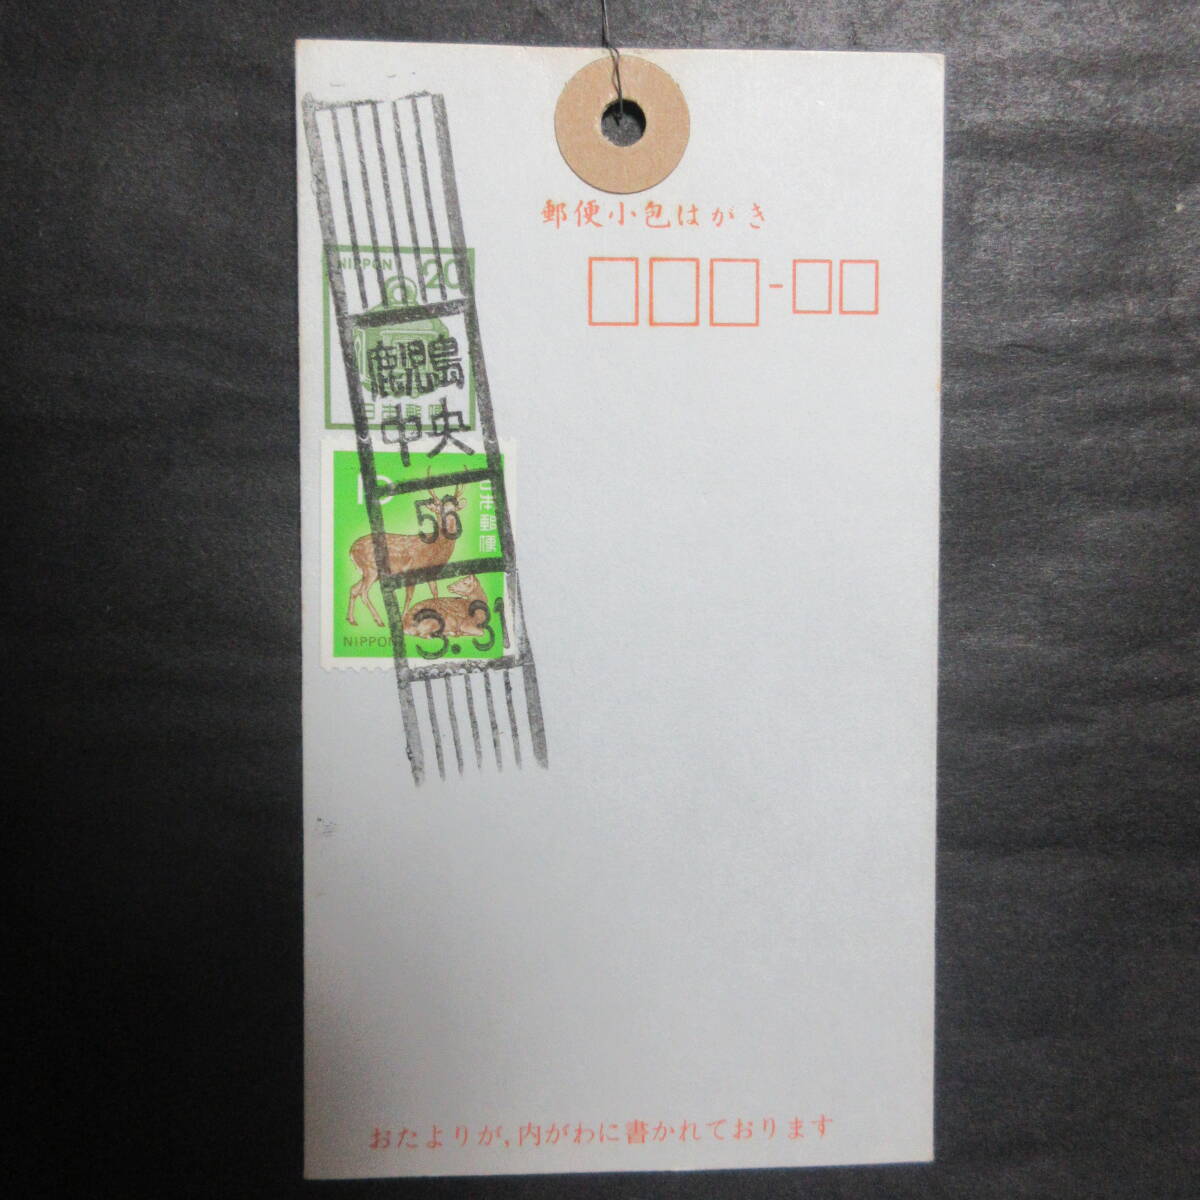 郵便小包はがき
NIPPON 20
日本郵便
鹿児島
中央
10
日本郵便
56
NIPPON
3.31
おたよりが,内がわに書かれております